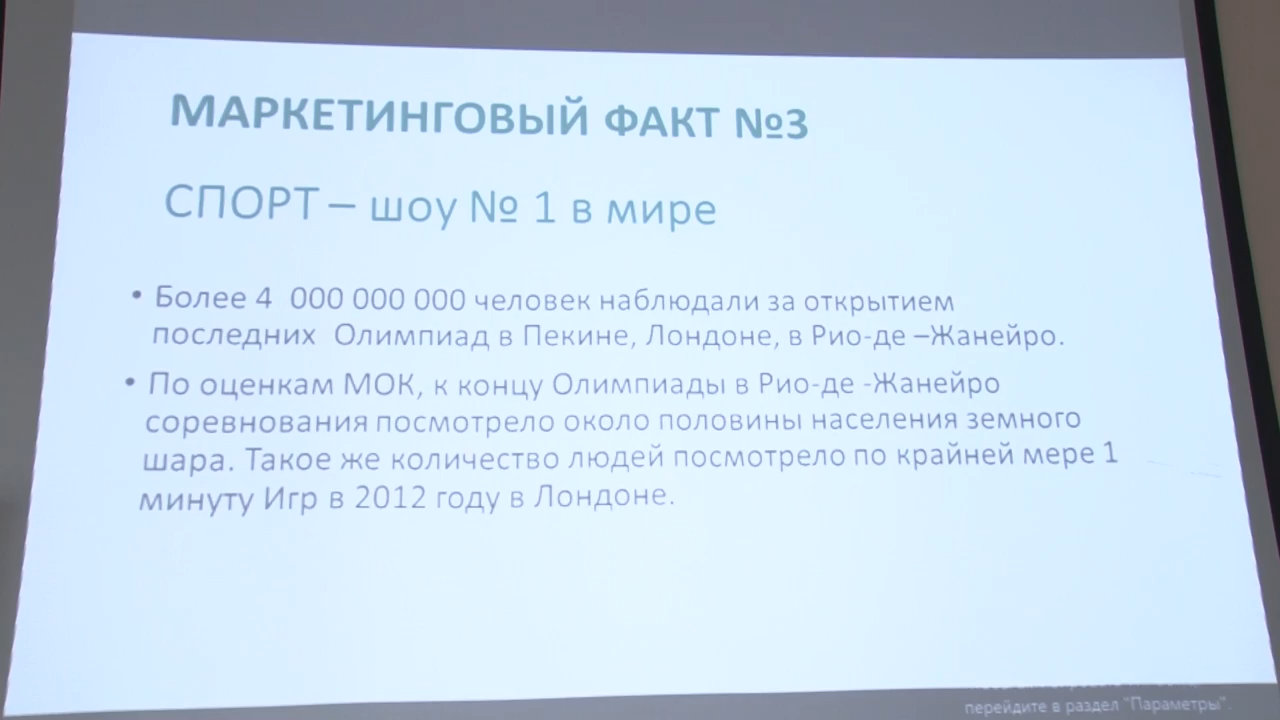 МАРКЕТИНГОВЫЙ ФАКТ №3
СПОРТ – шоу № 1 в мире
• Более 4 000 000 000 человек наблюдали за открытием
последних Олимпиад в Пекине, Лондоне, в Рио-де –Жанейро.
• По оценкам МОК, к концу Олимпиады в Рио-де -Жанейро
соревнования посмотрело около половины населения земного
шара. Такое же количество людей посмотрело по крайней мере 1
минуту Игр в 2012 году в Лондоне.
перейдите в раздел "Параметры".